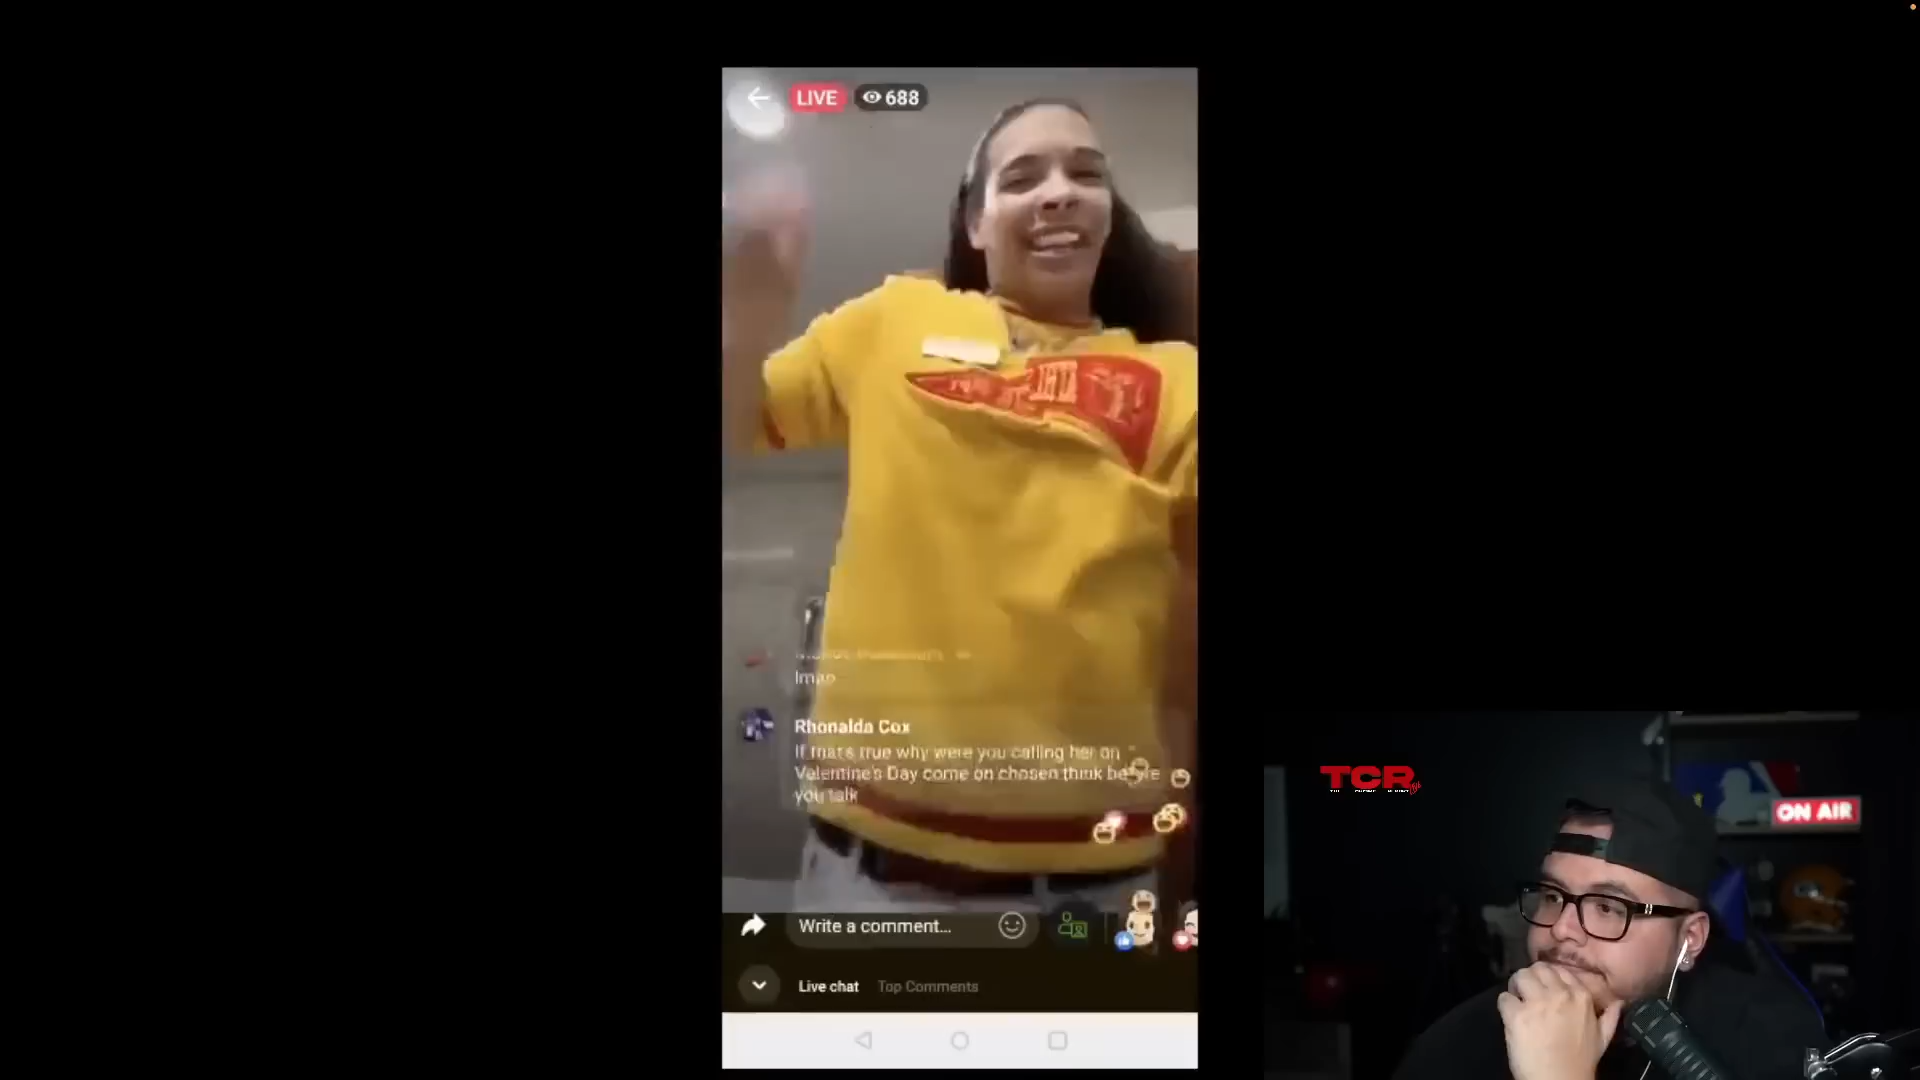 LIVE 688
lmao
Rhonalda Cox
If that's true why were you calling her on
Valentine's Day come on chosen think before
you talk
Write a comment...
Live chat Top Comments
TCR
ON AIR